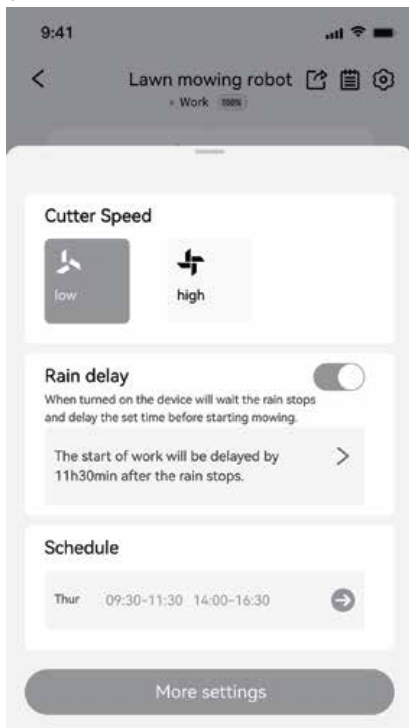 9:41
Lawn mowing robot
Work 100%
Cutter Speed
low
high
Rain delay
When turned on the device will wait the rain stops
and delay the set time before starting mowing.
The start of work will be delayed by
11h30min after the rain stops.
Schedule
Thur 09:30-11:30 14:00-16:30
More settings